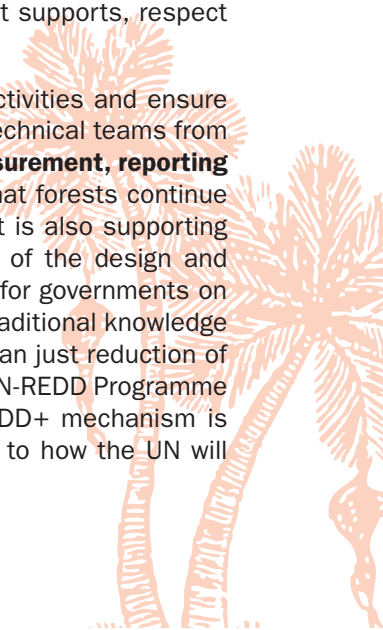 t supports, respect
ctivities and ensure
echnical teams from
surement, reporting
hat forests continue
t is also supporting
of the design and
for governments on
aditional knowledge
an just reduction of
N-REDD Programme
DD+ mechanism is
to how the UN will